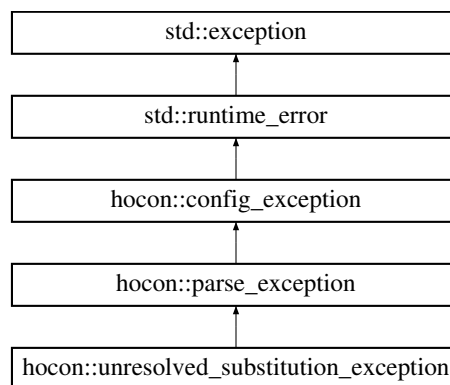 std::exception
std::runtime_error
hocon::config_exception
hocon::parse_exception
hocon::unresolved_substitution_exception